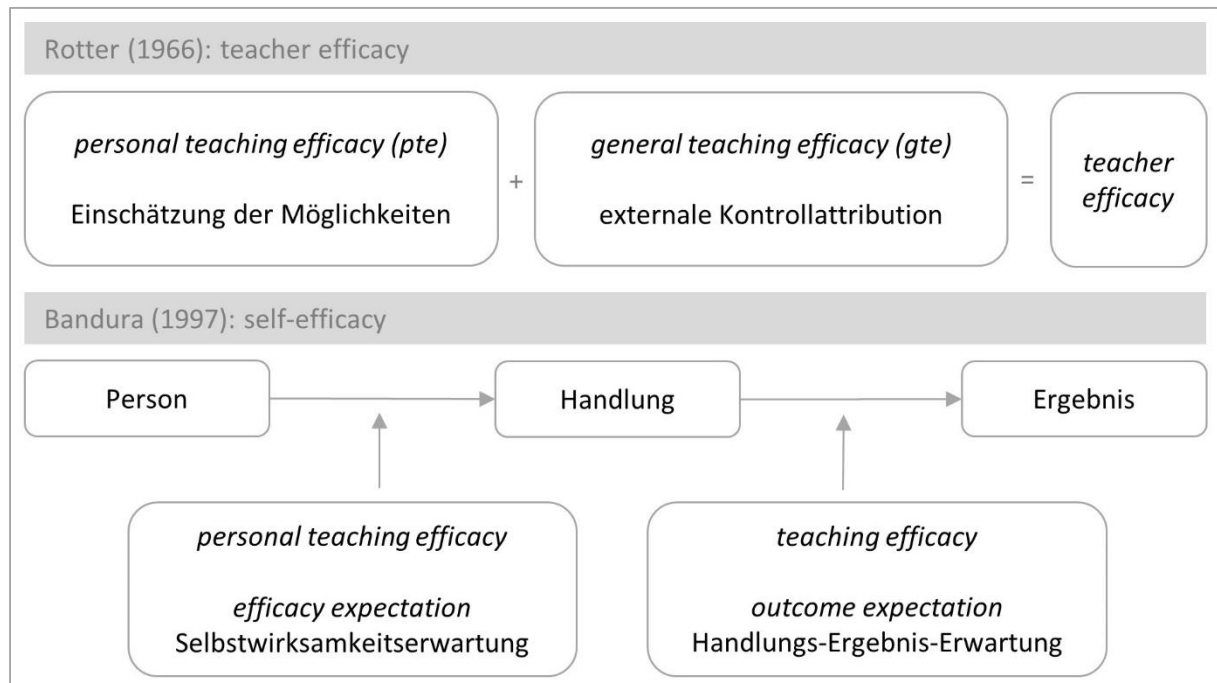 Rotter (1966): teacher efficacy
personal teaching efficacy (pte)
Einschätzung der Möglichkeiten
+
general teaching efficacy (gte)
externale Kontrollattribution
=
teacher
efficacy
Bandura (1997): self-efficacy
Person
Handlung
Ergebnis
personal teaching efficacy
efficacy expectation
Selbstwirksamkeitserwartung
teaching efficacy
outcome expectation
Handlungs-Ergebnis-Erwartung